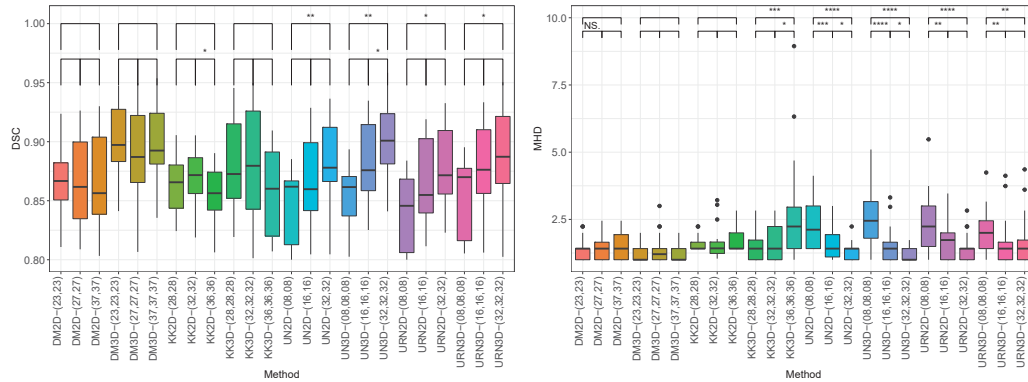 ** ** * *
1.00
* *
0.95
0.90
0.85
0.80
DSC
DM2D−(23,23)
DM2D−(27,27)
DM2D−(37,37)
DM3D−(23,23,23)
DM3D−(27,27,27)
DM3D−(37,37,37)
KK2D−(28,28)
KK2D−(32,32)
KK2D−(36,36)
KK3D−(28,28,28)
KK3D−(32,32,32)
KK3D−(36,36,36)
UN2D−(08,08)
UN2D−(16,16)
UN2D−(32,32)
UN3D−(08,08,08)
UN3D−(16,16,16)
UN3D−(32,32,32)
URN2D−(08,08)
URN2D−(16,16)
URN2D−(32,32)
URN3D−(08,08,08)
URN3D−(16,16,16)
URN3D−(32,32,32)
Method
*** **** **** **** **
NS. * *** * **** * ** **
10.0
7.5
5.0
2.5
MHD
DM2D−(23,23)
DM2D−(27,27)
DM2D−(37,37)
DM3D−(23,23,23)
DM3D−(27,27,27)
DM3D−(37,37,37)
KK2D−(28,28)
KK2D−(32,32)
KK2D−(36,36)
KK3D−(28,28,28)
KK3D−(32,32,32)
KK3D−(36,36,36)
UN2D−(08,08)
UN2D−(16,16)
UN2D−(32,32)
UN3D−(08,08,08)
UN3D−(16,16,16)
UN3D−(32,32,32)
URN2D−(08,08)
URN2D−(16,16)
URN2D−(32,32)
URN3D−(08,08,08)
URN3D−(16,16,16)
URN3D−(32,32,32)
Method